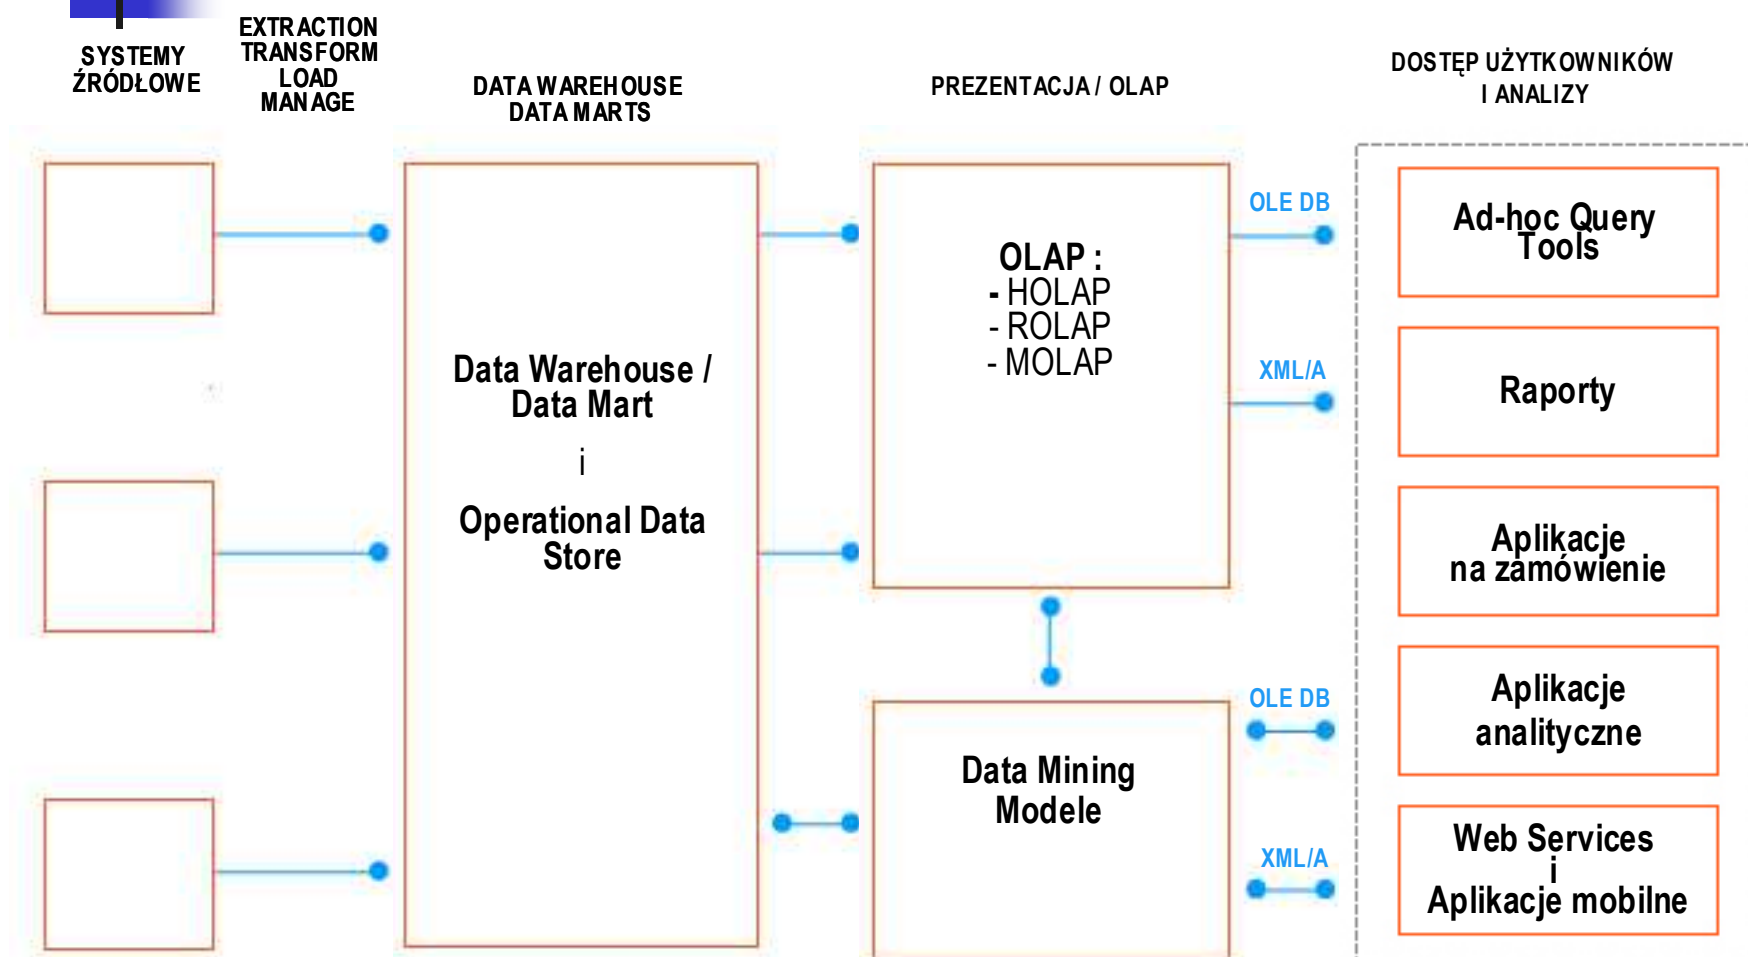 SYSTEMY
ŹRÓDŁOWE
EXTRACTION
TRANSFORM
LOAD
MANAGE
DATA WAREHOUSE
DATA MARTS
PREZENTACJA / OLAP
DOSTĘP UŻYTKOWNIKÓW
I ANALIZY
Data Warehouse /
Data Mart
i
Operational Data
Store
OLAP :
- HOLAP
- ROLAP
- MOLAP
OLE DB
XML/A
Data Mining
Modele
OLE DB
XML/A
Ad-hoc Query
Tools
Raporty
Aplikacje
na zamówienie
Aplikacje
analityczne
Web Services
i
Aplikacje mobilne